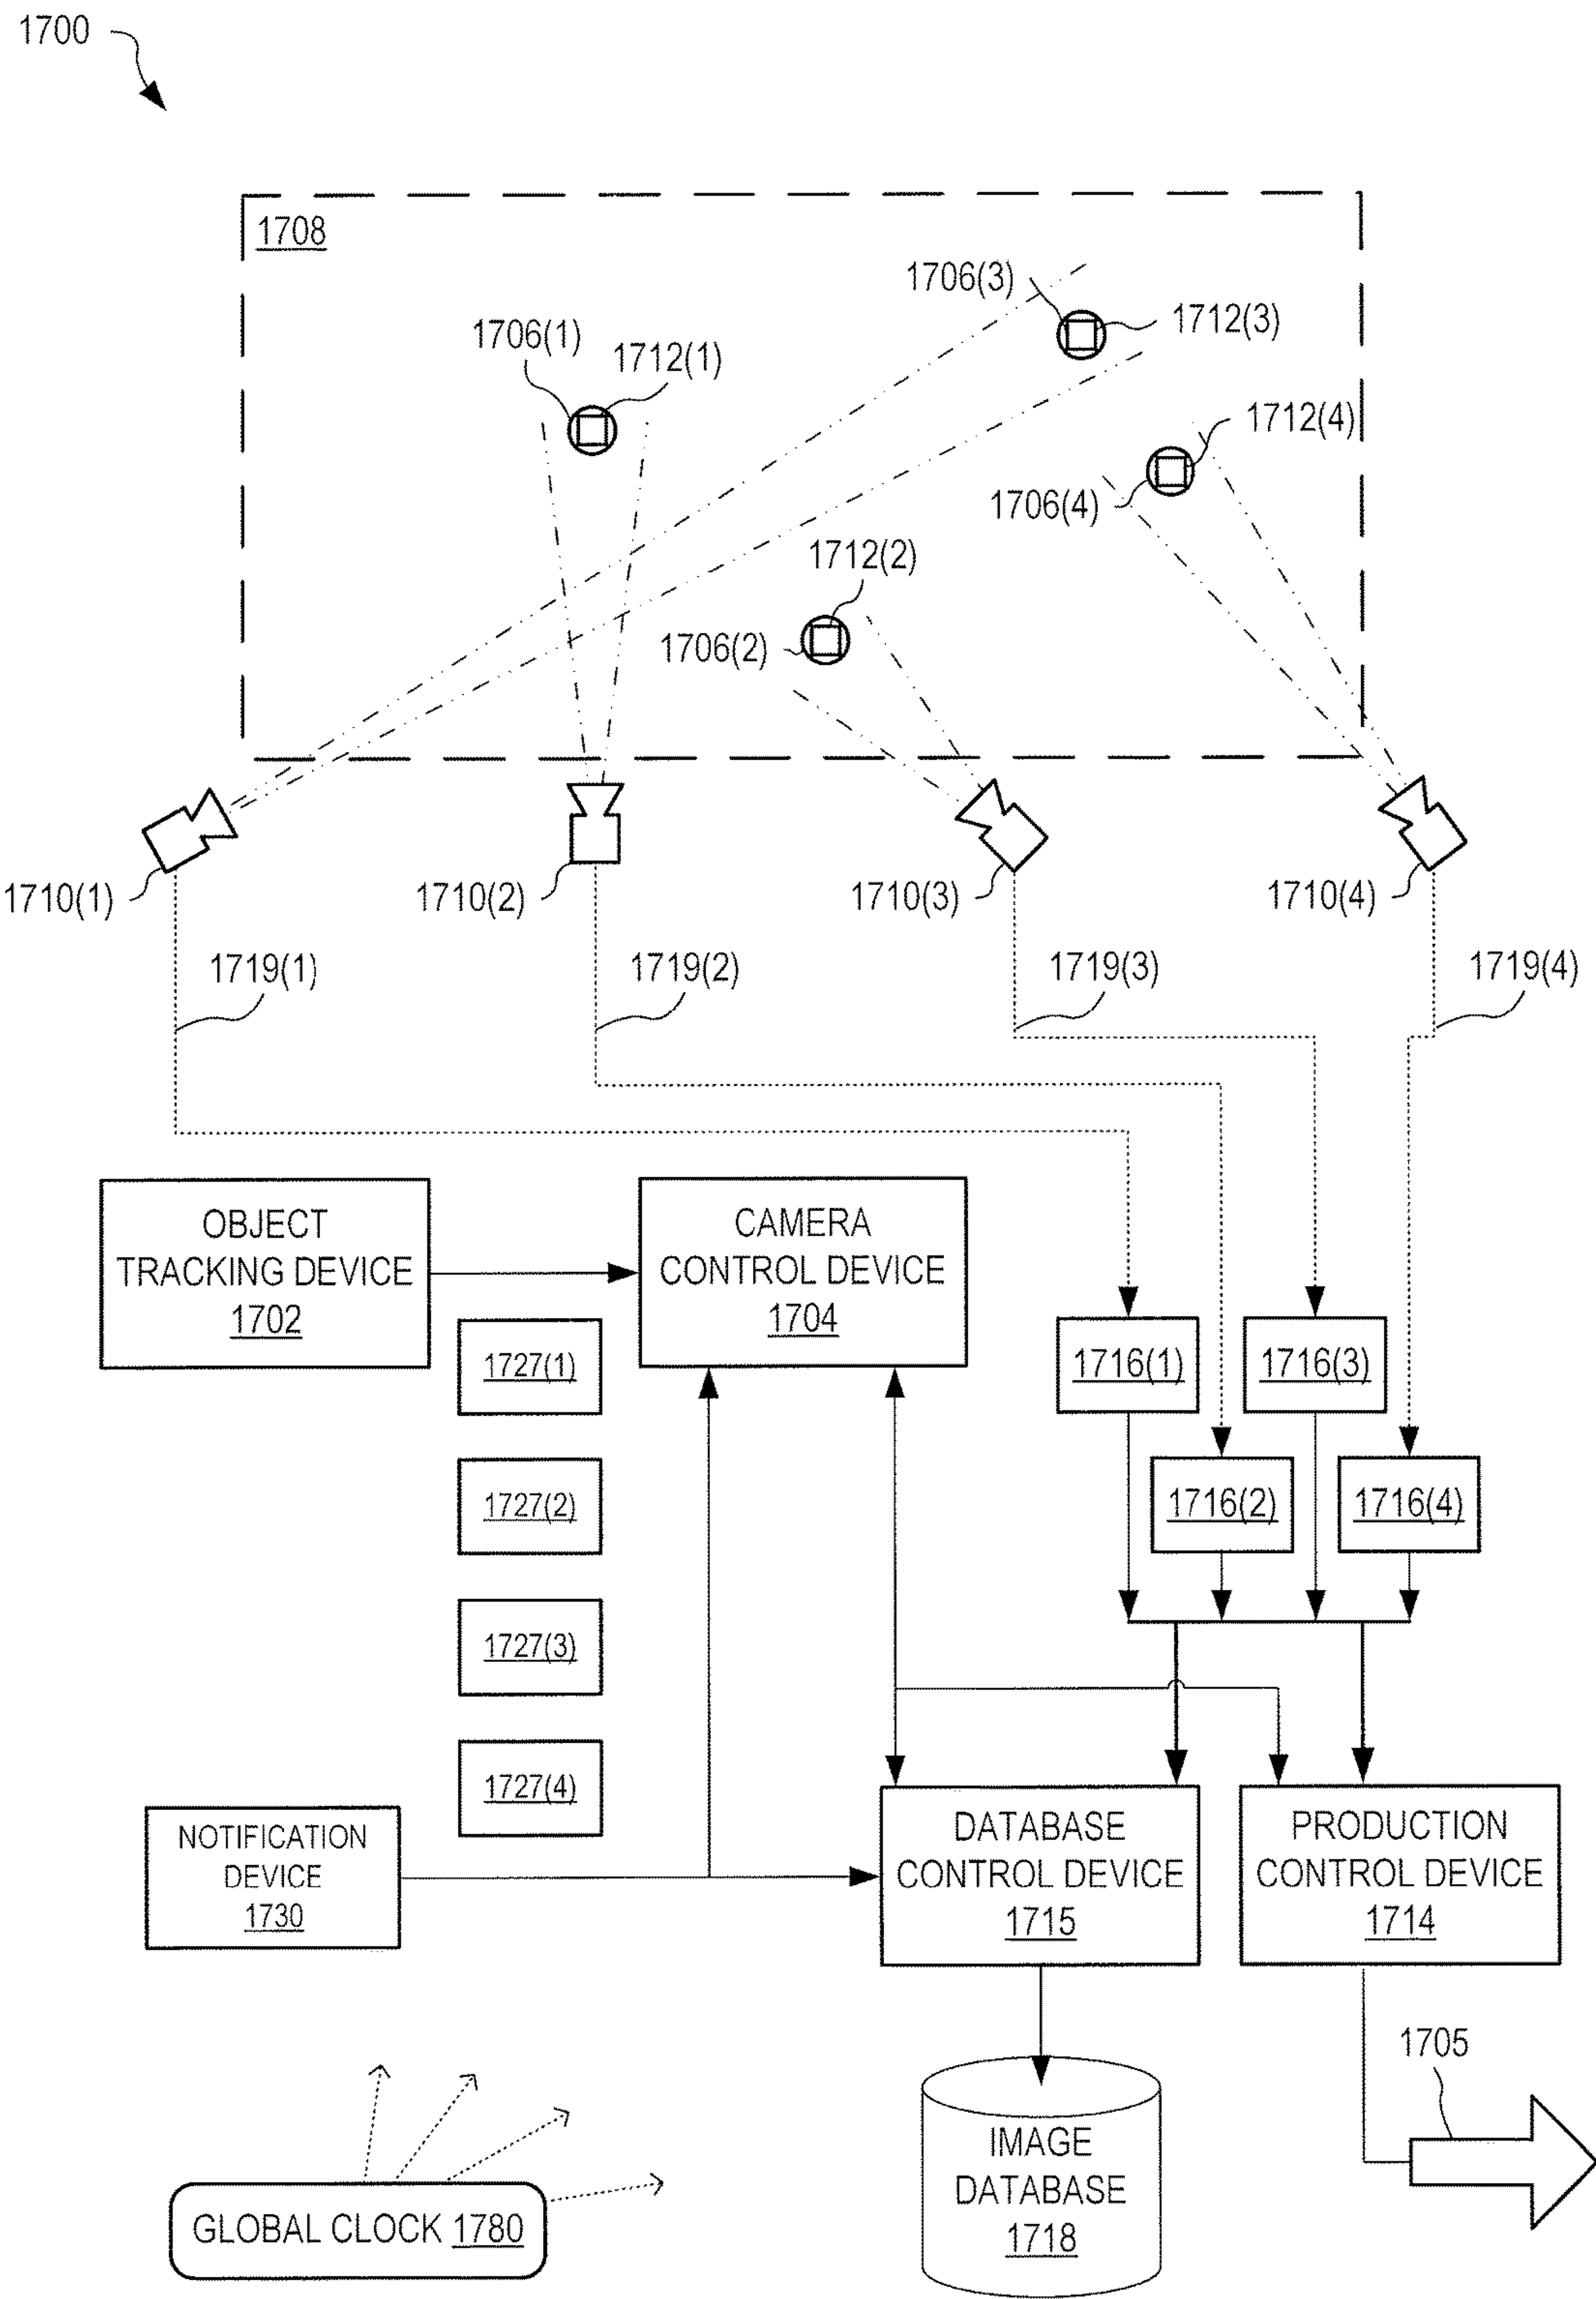 1700
1708
1706(3)
1712(3)
1706(1)
1712(1)
1712(4)
1706(4)
1712(2)
1706(2)
1710(1)
1710(2)
1710(3)
1710(4)
1719(1)
1719(2)
1719(3)
1719(4)
OBJECT
TRACKING DEVICE
1702
CAMERA
CONTROL DEVICE
1704
1727(1)
1716(1)
1716(3)
1727(2)
1716(2)
1716(4)
1727(3)
1727(4)
NOTIFICATION
DEVICE
1730
DATABASE
CONTROL DEVICE
1715
PRODUCTION
CONTROL DEVICE
1714
1705
IMAGE
DATABASE
1718
GLOBAL CLOCK 1780